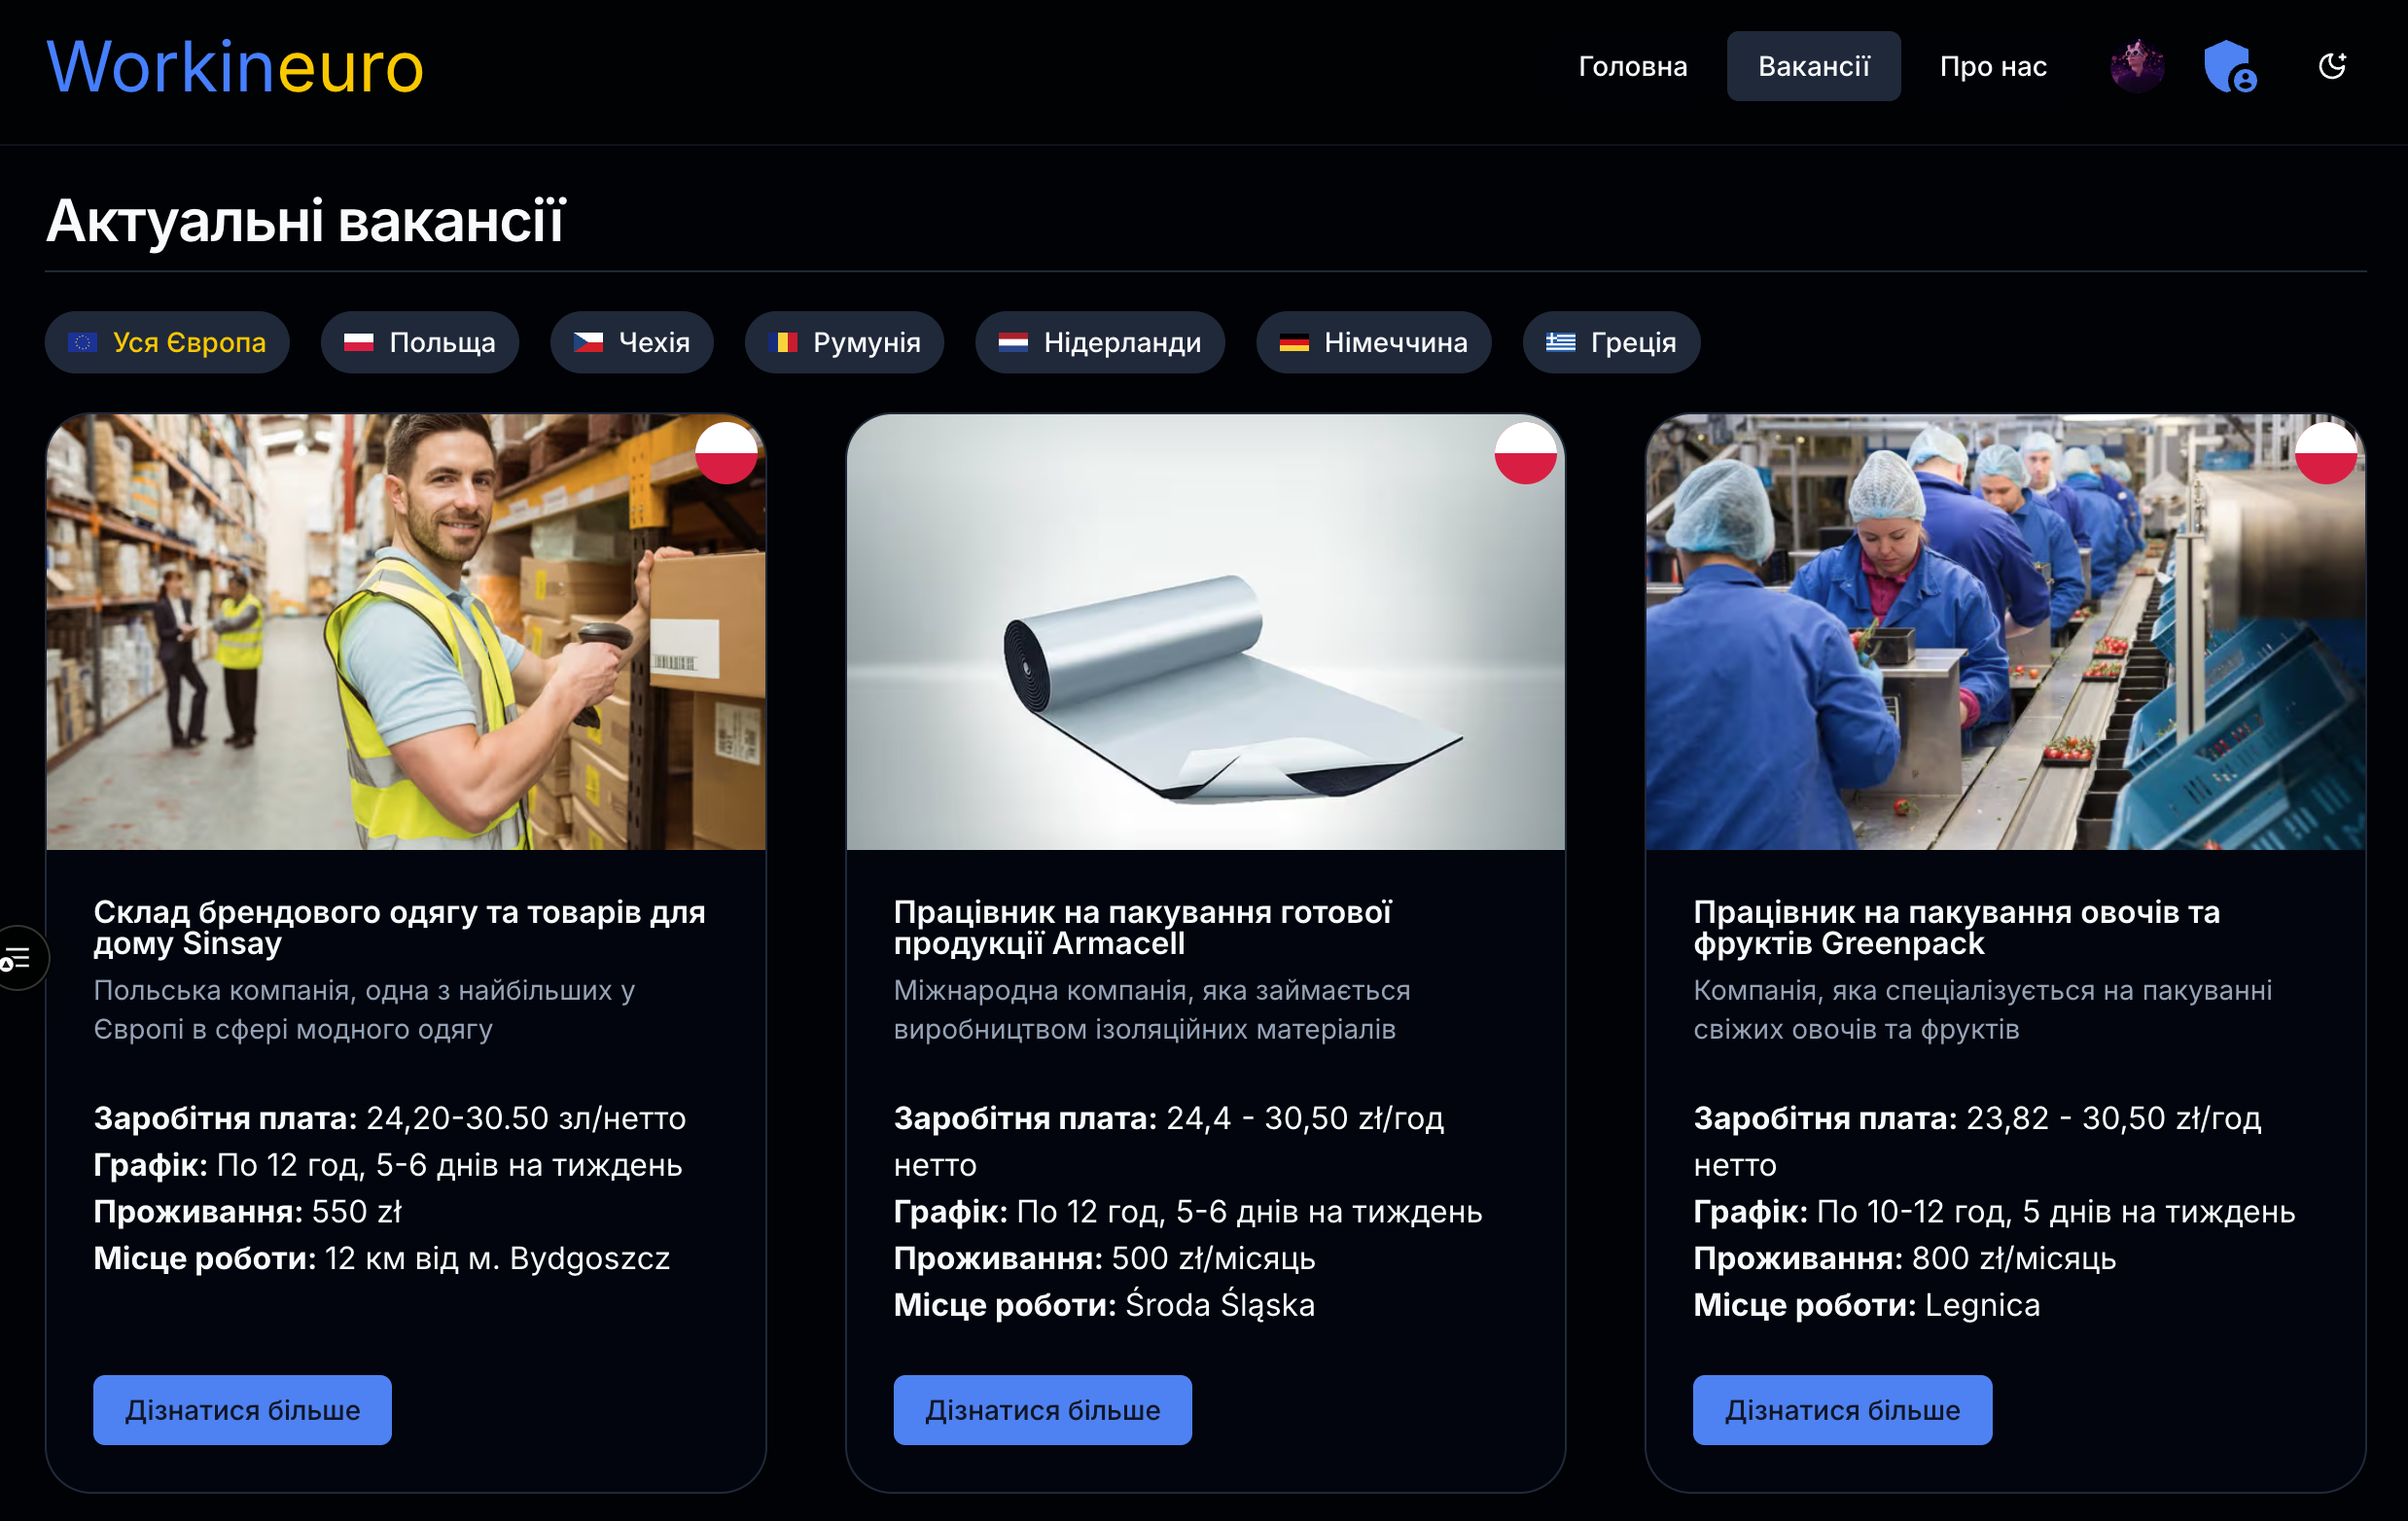 Workineuro
Головна
Вакансії
Про нас
Актуальні вакансії
Уся Європа
Польща
Чехія
Румунія
Нідерланди
Німеччина
Греція
Склад брендового одягу та товарів для
дому Sinsay
Польська компанія, одна з найбільших у
Європі в сфері модного одягу
Заробітня плата: 24,20-30.50 зл/нетто
Графік: По 12 год, 5-6 днів на тиждень
Проживання: 550 zł
Місце роботи: 12 км від м. Bydgoszcz
Дізнатися більше
Працівник на пакування готової
продукції Armacell
Міжнародна компанія, яка займається
виробництвом ізоляційних матеріалів
Заробітня плата: 24,4 - 30,50 zł/год
нетто
Графік: По 12 год, 5-6 днів на тиждень
Проживання: 500 zł/місяць
Місце роботи: Środa Śląska
Дізнатися більше
Працівник на пакування овочів та
фруктів Greenpack
Компанія, яка спеціалізується на пакуванні
свіжих овочів та фруктів
Заробітня плата: 23,82 - 30,50 zł/год
нетто
Графік: По 10-12 год, 5 днів на тиждень
Проживання: 800 zł/місяць
Місце роботи: Legnica
Дізнатися більше